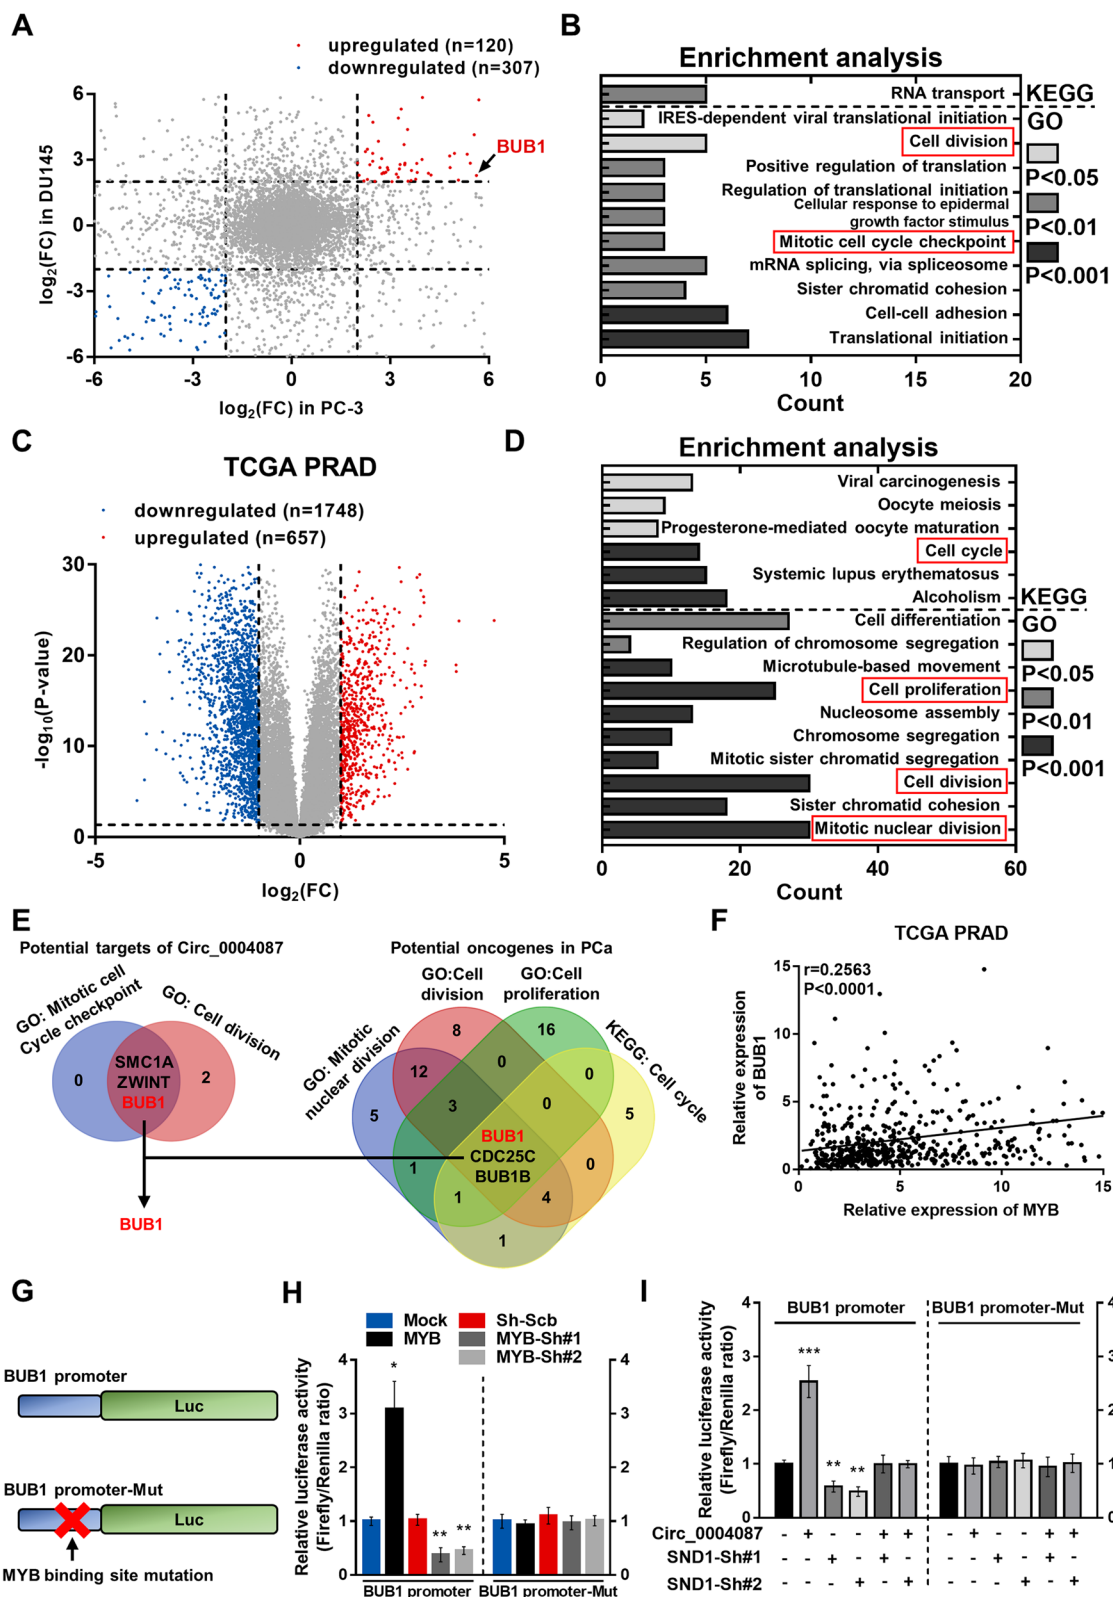 A
upregulated (n=120)
downregulated (n=307)
6
3
0
-3
-6
log2(FC) in DU145
BUB1
-6
-3
0
3
6
log2(FC) in PC-3
B
Enrichment analysis
RNA transport
KEGG
IRES-dependent viral translational initiation
GO
Cell division
Positive regulation of translation
P<0.05
Regulation of translational initiation
Cellular response to epidermal
growth factor stimulus
P<0.01
Mitotic cell cycle checkpoint
mRNA splicing, via spliceosome
P<0.001
Sister chromatid cohesion
Cell-cell adhesion
Translational initiation
0
5
10
15
20
Count
C
TCGA PRAD
downregulated (n=1748)
upregulated (n=657)
30
20
10
0
-log10(P-value)
-5
0
5
log2(FC)
D
Enrichment analysis
Viral carcinogenesis
Oocyte meiosis
Progesterone-mediated oocyte maturation
Cell cycle
Systemic lupus erythematosus
Alcoholism
KEGG
Cell differentiation
GO
Regulation of chromosome segregation
Microtubule-based movement
P<0.05
Cell proliferation
Nucleosome assembly
P<0.01
Chromosome segregation
Mitotic sister chromatid segregation
P<0.001
Cell division
Sister chromatid cohesion
Mitotic nuclear division
0
20
40
60
Count
E
Potential targets of Circ_0004087
GO: Mitotic cell
Cycle checkpoint
GO: Cell division
0
SMC1A
ZWINT
BUB1
2
BUB1
Potential oncogenes in PCa
GO:Cell
division
GO:Cell
proliferation
GO: Mitotic
nuclear division
KEGG: Cell cycle
8
16
0
12
0
3
0
5
5
BUB1
CDC25C
BUB1B
1
0
1
4
1
F
TCGA PRAD
r=0.2563
P<0.0001
15
10
5
0
Relative expression
of BUB1
0
5
10
15
Relative expression of MYB
G
BUB1 promoter
Luc
BUB1 promoter-Mut
Luc
MYB binding site mutation
H
Mock
Sh-Scb
MYB
MYB-Sh#1
MYB-Sh#2
Relative luciferase activity
(Firefly/Renilla ratio)
4
3
2
1
0
*
**
**
4
3
2
1
0
BUB1 promoter
BUB1 promoter-Mut
I
Relative luciferase activity
(Firefly/Renilla ratio)
4
3
2
1
0
BUB1 promoter
BUB1 promoter-Mut
***
**
**
4
3
2
1
0
Circ_0004087 - + - - + + - + - - + +
SND1-Sh#1 - - + - + - - - + - + -
SND1-Sh#2 - - - + - + - - - + - +